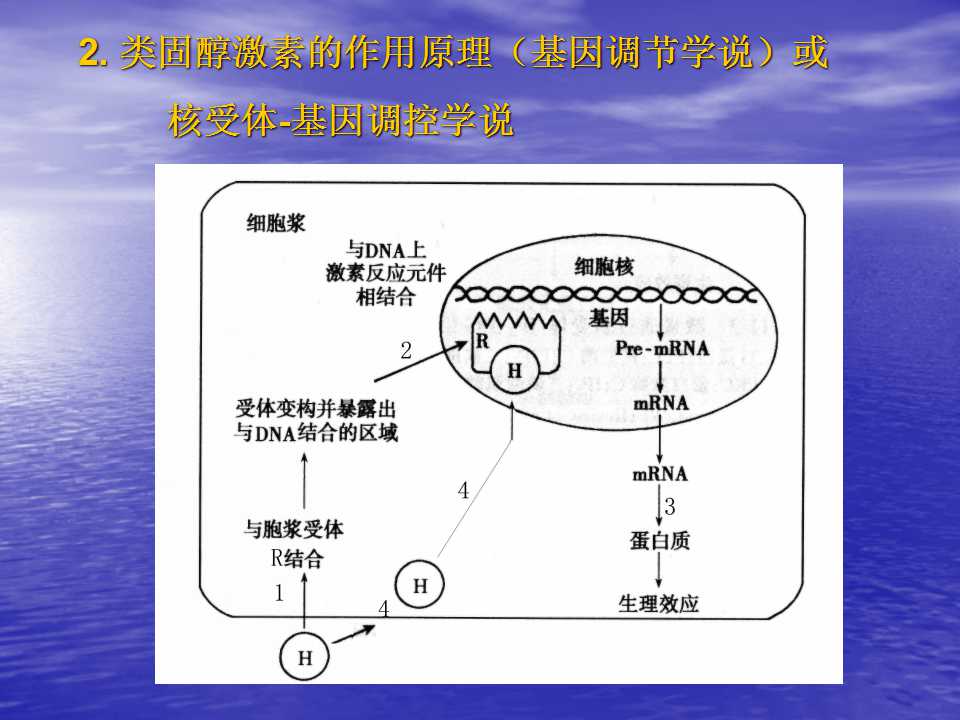 2. 类固醇激素的作用原理（基因调节学说）或
核受体-基因调控学说
细胞浆
与DNA上
激素反应元件
相结合
细胞核
基因
R
H
Pre-mRNA
mRNA
2
受体变构并暴露出
与DNA结合的区域
mRNA
4
3
与胞浆受体
R结合
蛋白质
1
H
4
生理效应
H